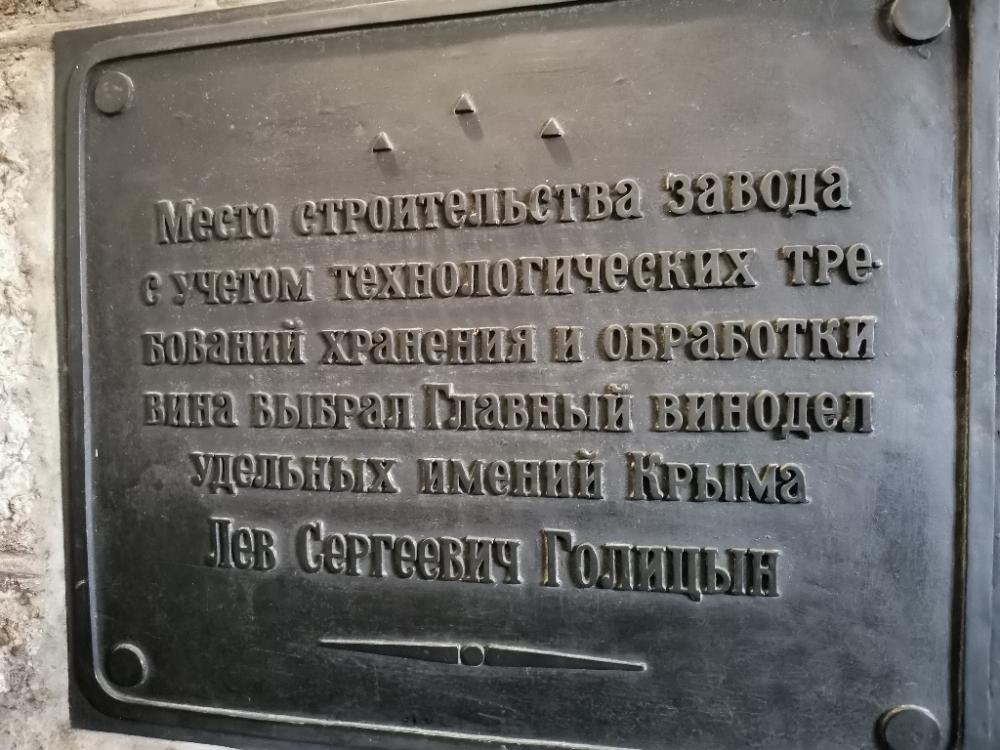 Место строительства завода
с учетом технологических тре-
бований хранения и обработки
вина выбрал Главный винодел
удельных имений Крыма
Лев Сергеевич Голицын